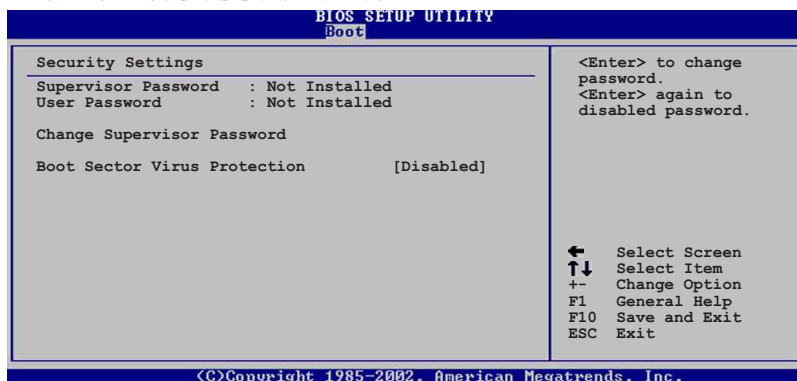 BIOS SETUP UTILITY
Boot
Security Settings
Supervisor Password : Not Installed
User Password : Not Installed
Change Supervisor Password
Boot Sector Virus Protection [Disabled]
<Enter> to change
password.
<Enter> again to
disabled password.
← Select Screen
↑↓ Select Item
+- Change Option
F1 General Help
F10 Save and Exit
ESC Exit
(C)Copyright 1985-2002, American Megatrends, Inc.